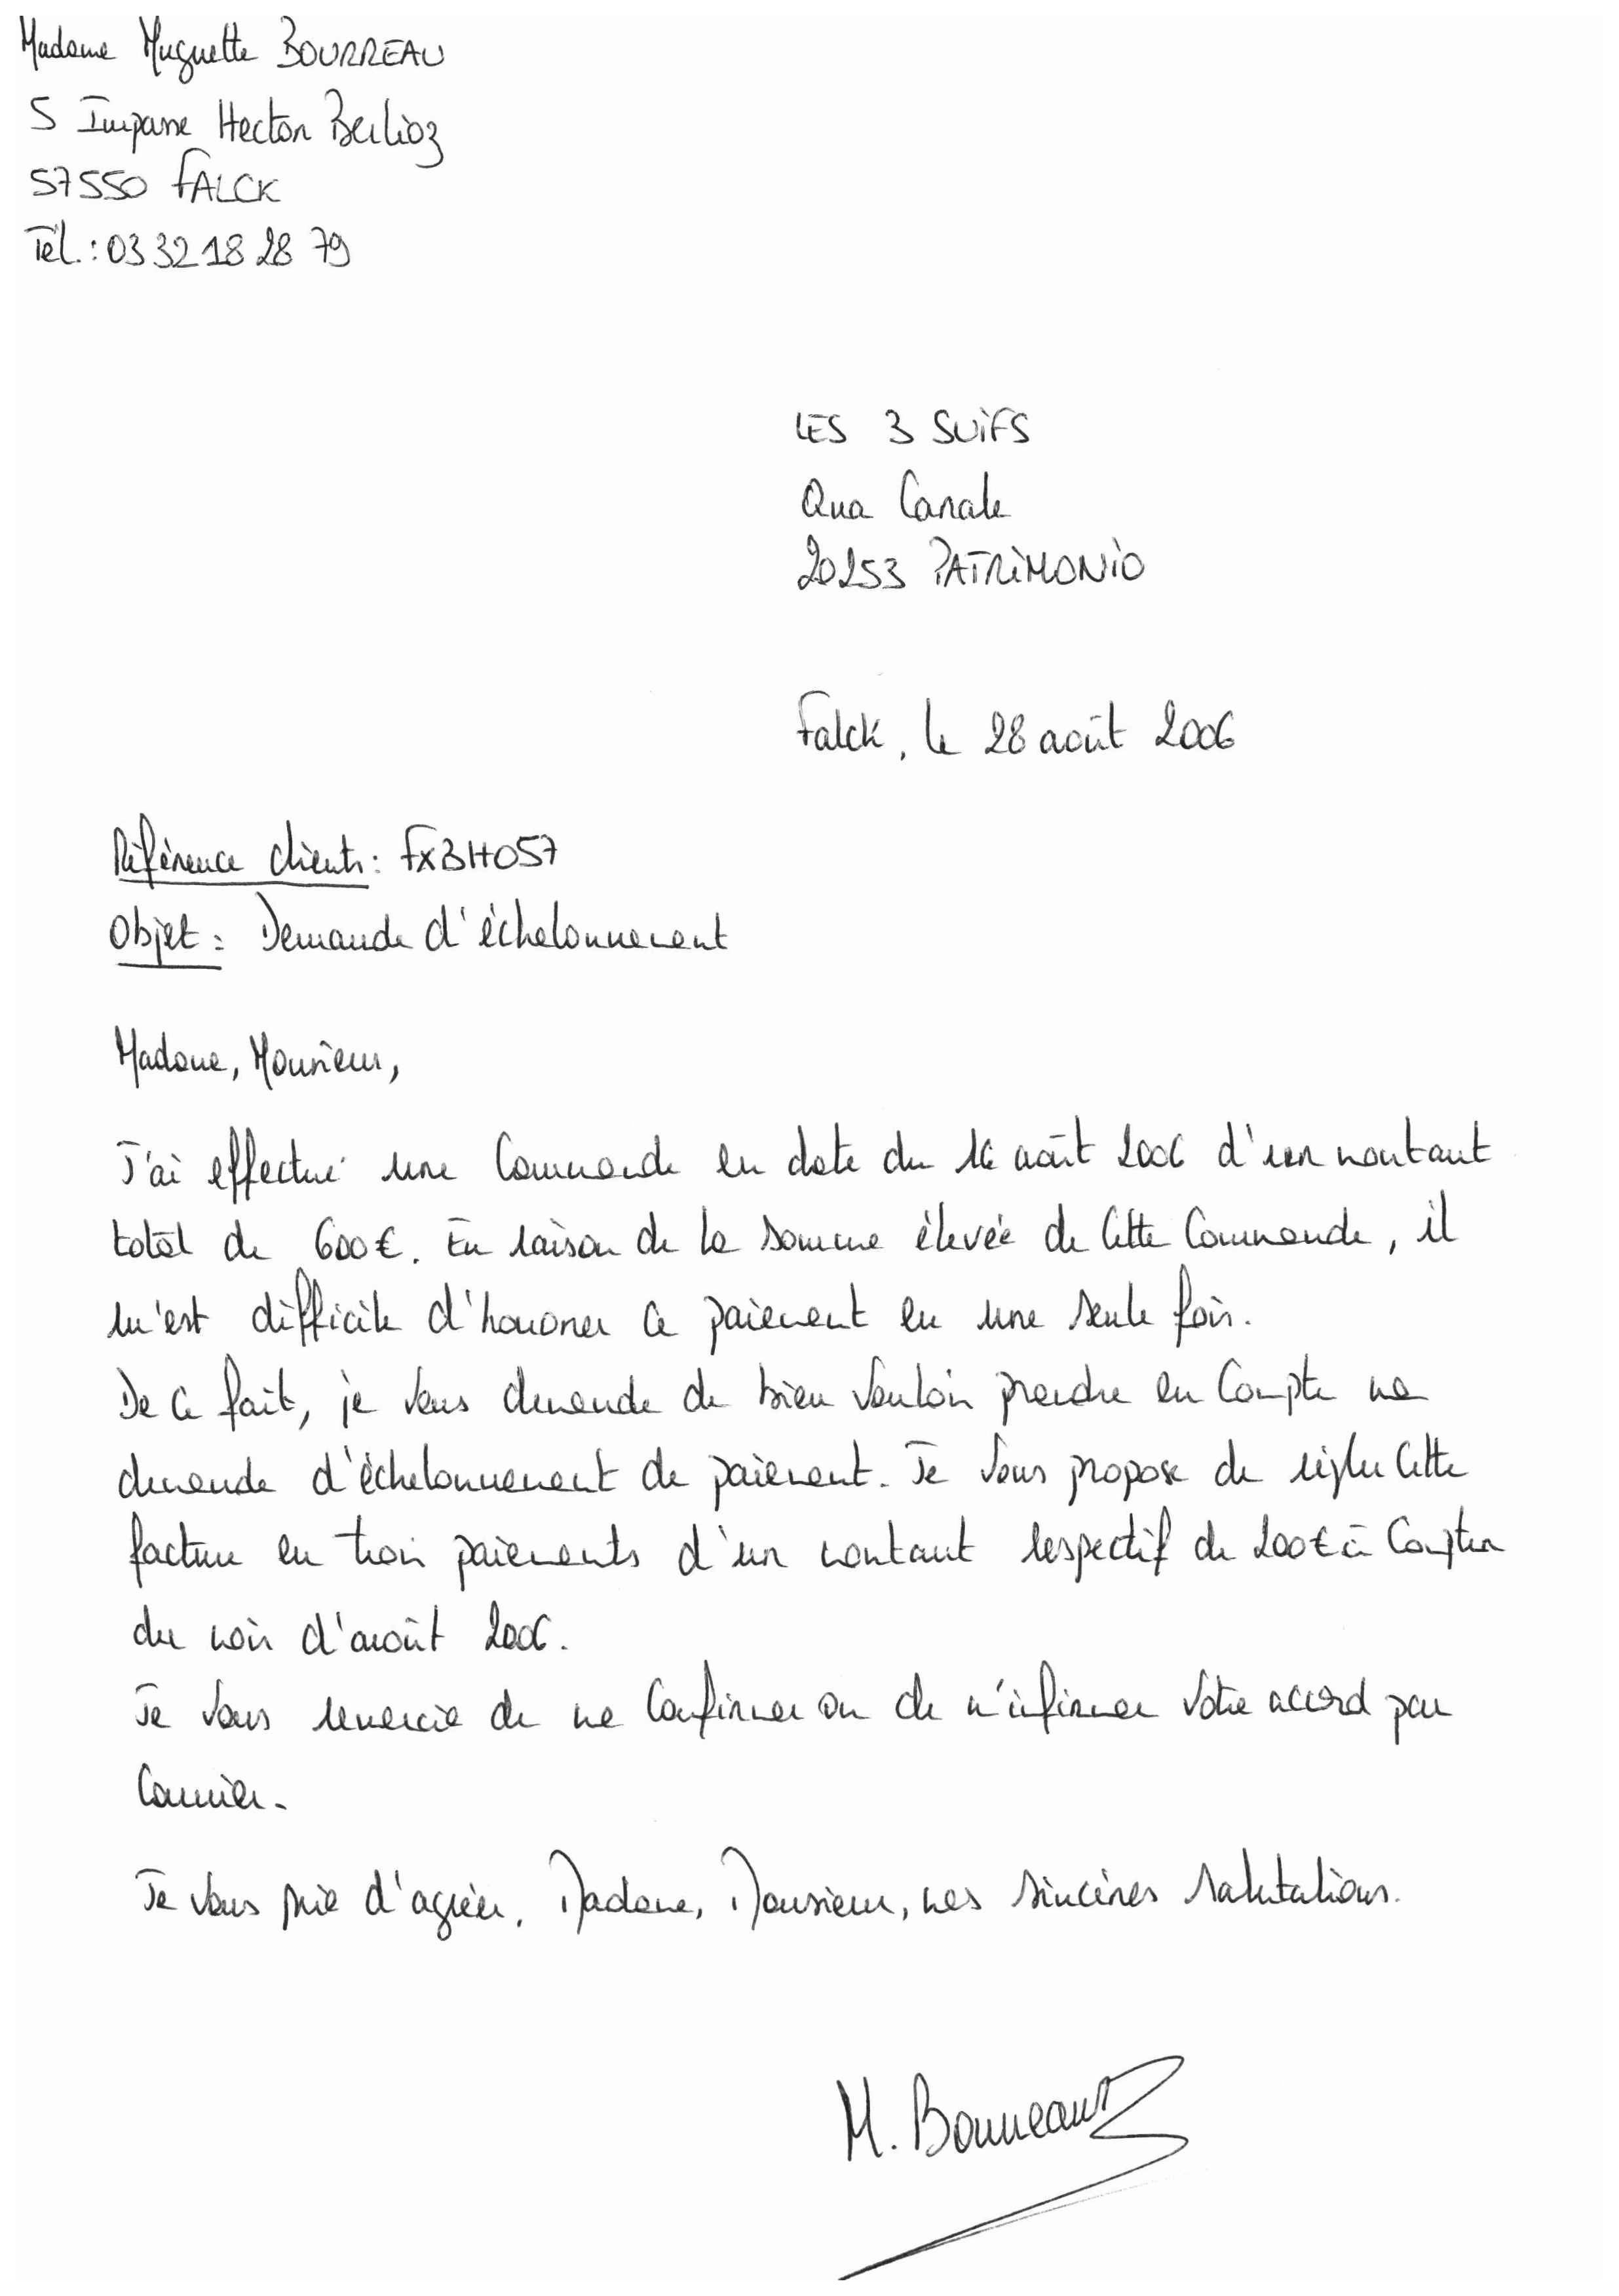 Madame Muguette BOURREAU
5 Impasse Hector Berlioz
57550 FALCK
Tél.: 03 32 18 28 79
LES 3 SUIFS
Qua Canale
20253 PATRIMONIO
Falck, le 28 août 2006
Référence clients: FXBH057
Objet: Demande d'échelonnement
Madame, Monsieur,
J'ai effectué une commande en date du 16 août 2006 d'un montant
total de 600€. En raison de la somme élevée de cette commande, il
m'est difficile d'honorer ce paiement en une seule fois.
De ce fait, je vous demande de bien vouloir prendre en compte ma
demande d'échelonnement de paiement. Je vous propose de régler cette
facture en trois paiements d'un montant respectif de 200€ à compter
du mois d'août 2006.
Je vous remercie de me confirmer ou de m'infirmer votre accord par
courrier.
Je vous prie d'agréer, Madame, Monsieur, mes sincères salutations.
M. Bourreau